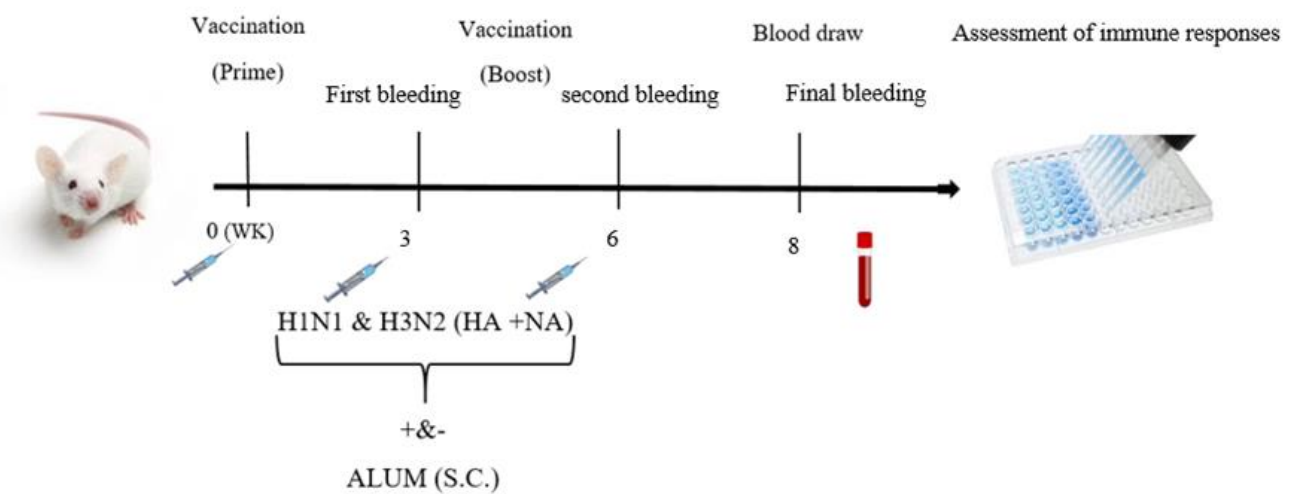 Vaccination
(Prime)
Vaccination
(Boost)
Blood draw
Assessment of immune responses
First bleeding
second bleeding
Final bleeding
0 (WK)
3
6
8
H1N1 & H3N2 (HA +NA)
+&-
ALUM (S.C.)